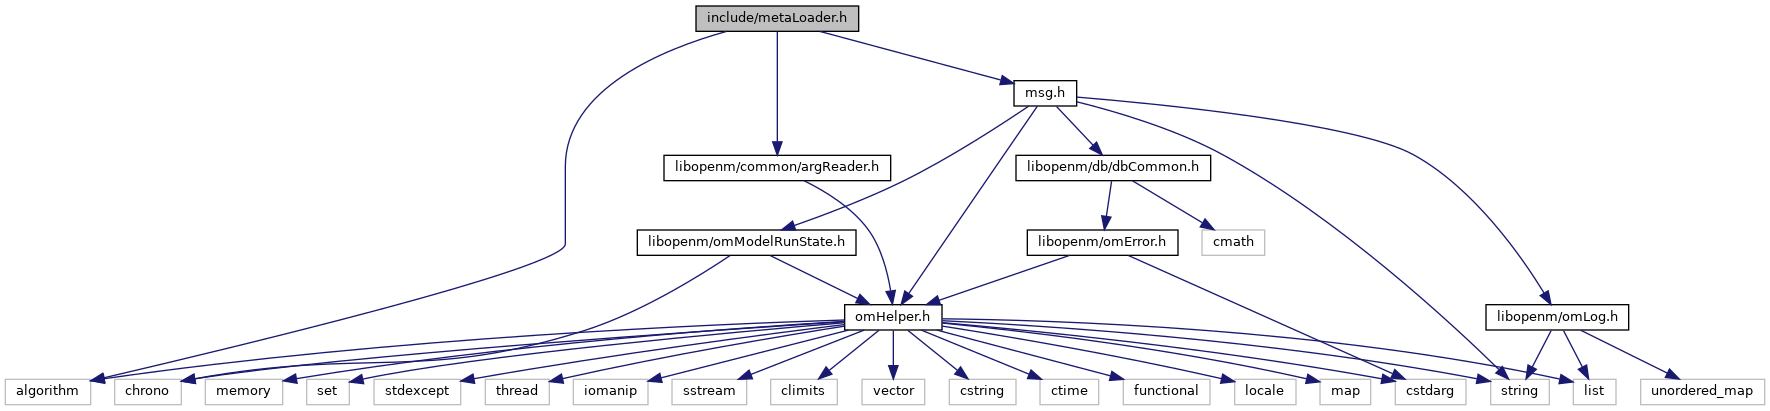 include/metaLoader.h
msg.h
libopenm/common/argReader.h
libopenm/db/dbCommon.h
libopenm/omModelRunState.h
libopenm/omError.h
cmath
omHelper.h
libopenm/omLog.h
algorithm
chrono
memory
set
stdexcept
thread
iomanip
sstream
climits
vector
cstring
ctime
functional
locale
map
cstdarg
string
list
unordered_map